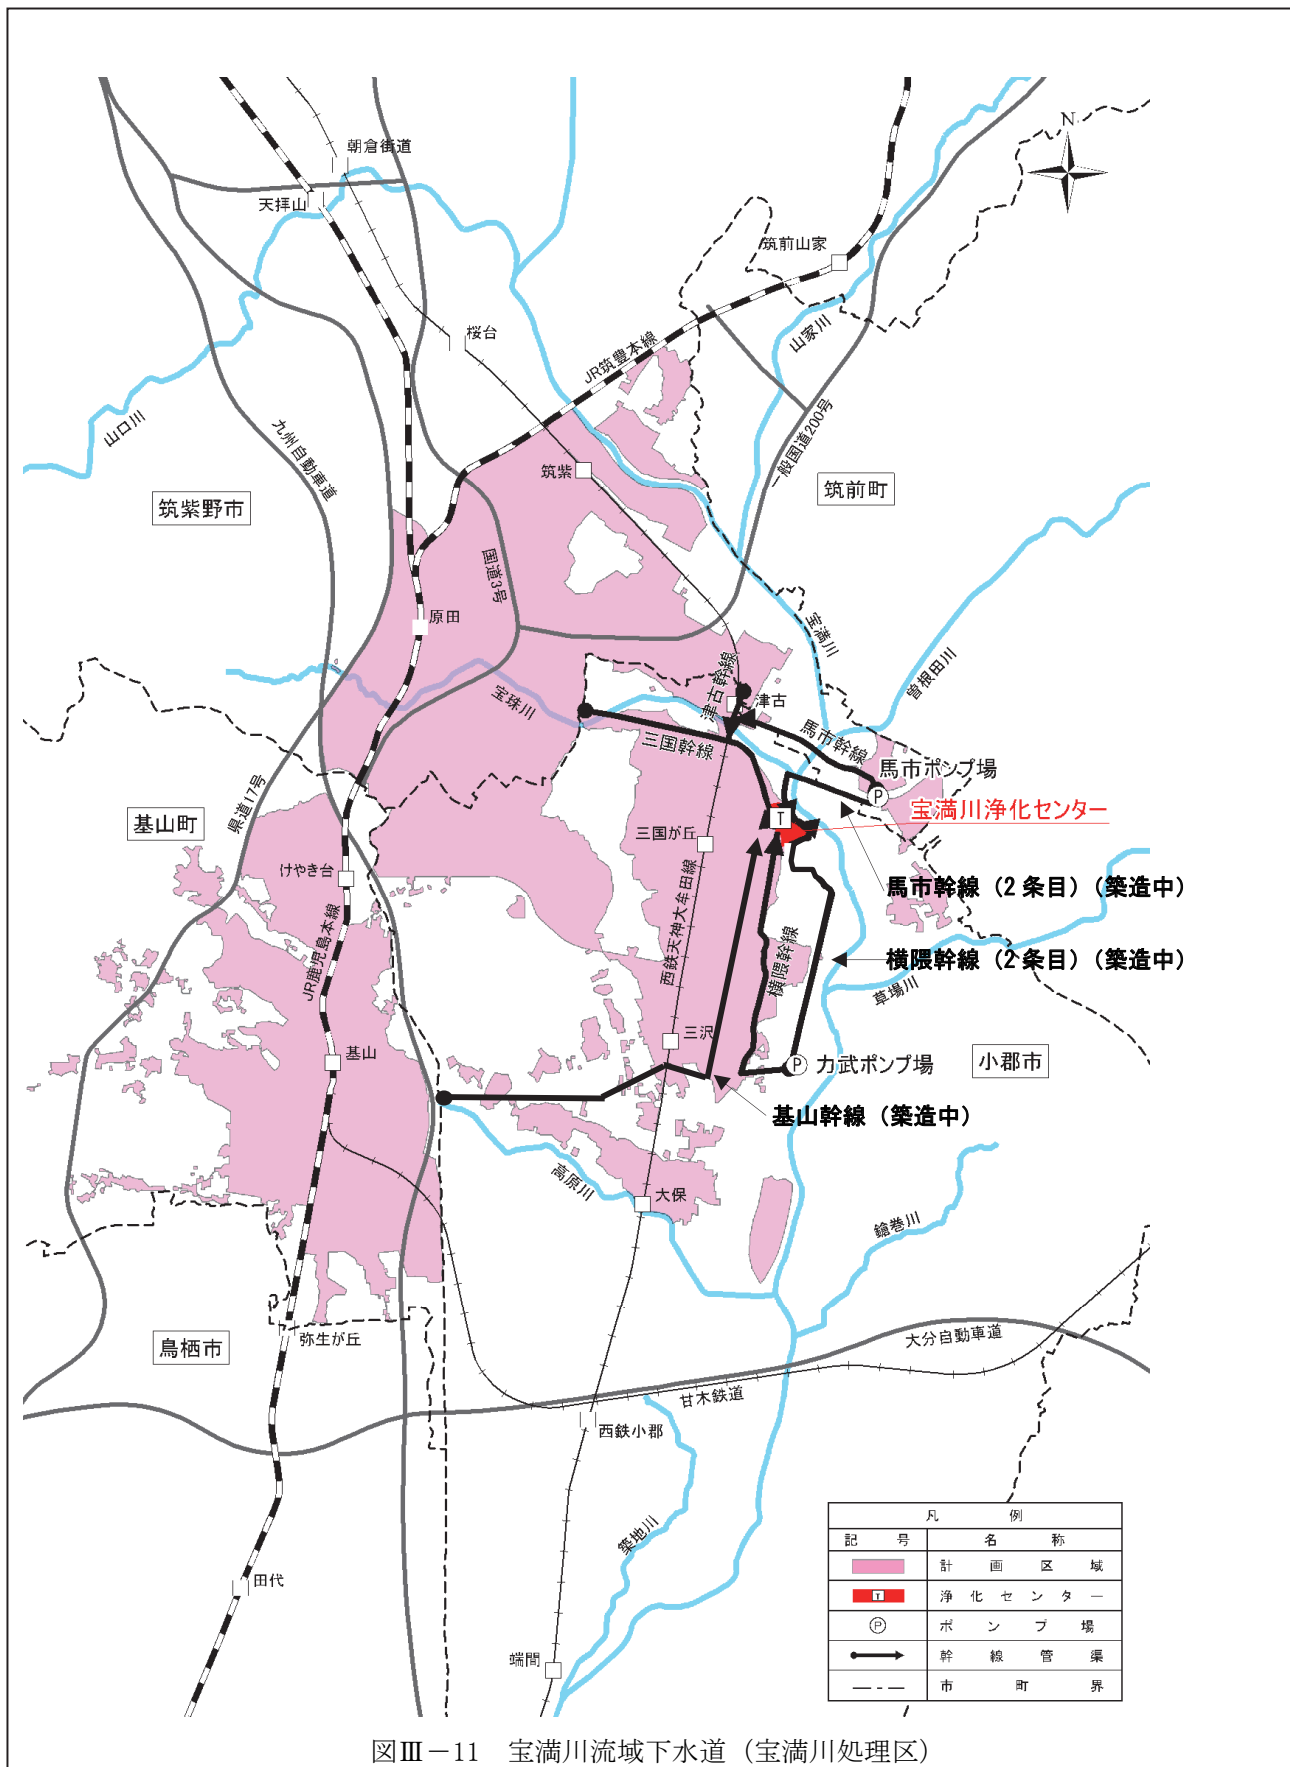 N
朝倉街道
天拝山
筑前山家
桜台
山家川
JR筑豊本線
山口川
九州自動車道
一般国道200号
筑紫
筑紫野市
筑前町
国道3号
原田
宝満川
曽根田川
津古幹線
津古
宝珠川
三国幹線
馬市幹線
馬市ポンプ場
P
県道17号
基山町
T
宝満川浄化センター
三国が丘
けやき台
馬市幹線（2条目）（築造中）
西鉄天神大牟田線
JR鹿児島本線
横隈幹線
横隈幹線（2条目）（築造中）
草場川
三沢
基山
P
力武ポンプ場
小郡市
基山幹線（築造中）
高原川
大保
鎗巻川
鳥栖市
弥生が丘
大分自動車道
甘木鉄道
西鉄小郡
築地川
田代
端間
凡例
記号 名称
計画区域
T 浄化センター
P ポンプ場
幹線管渠
市町界
図Ⅲ－11　宝満川流域下水道（宝満川処理区）